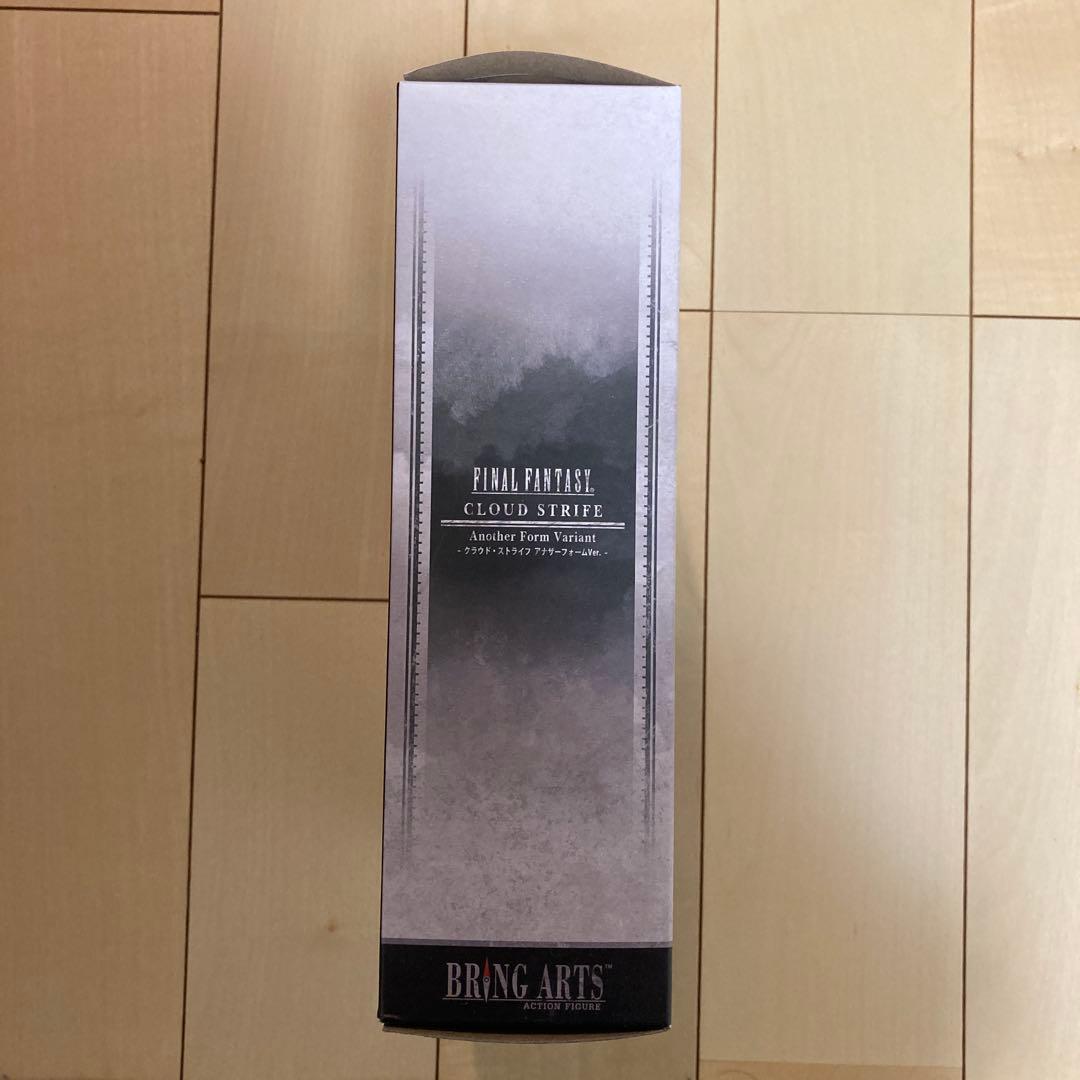 FINAL FANTASY®
CLOUD STRIFE
Another Form Variant
- クラウド・ストライフ アナザーフォームVer. -
BRING ARTS™
ACTION FIGURE